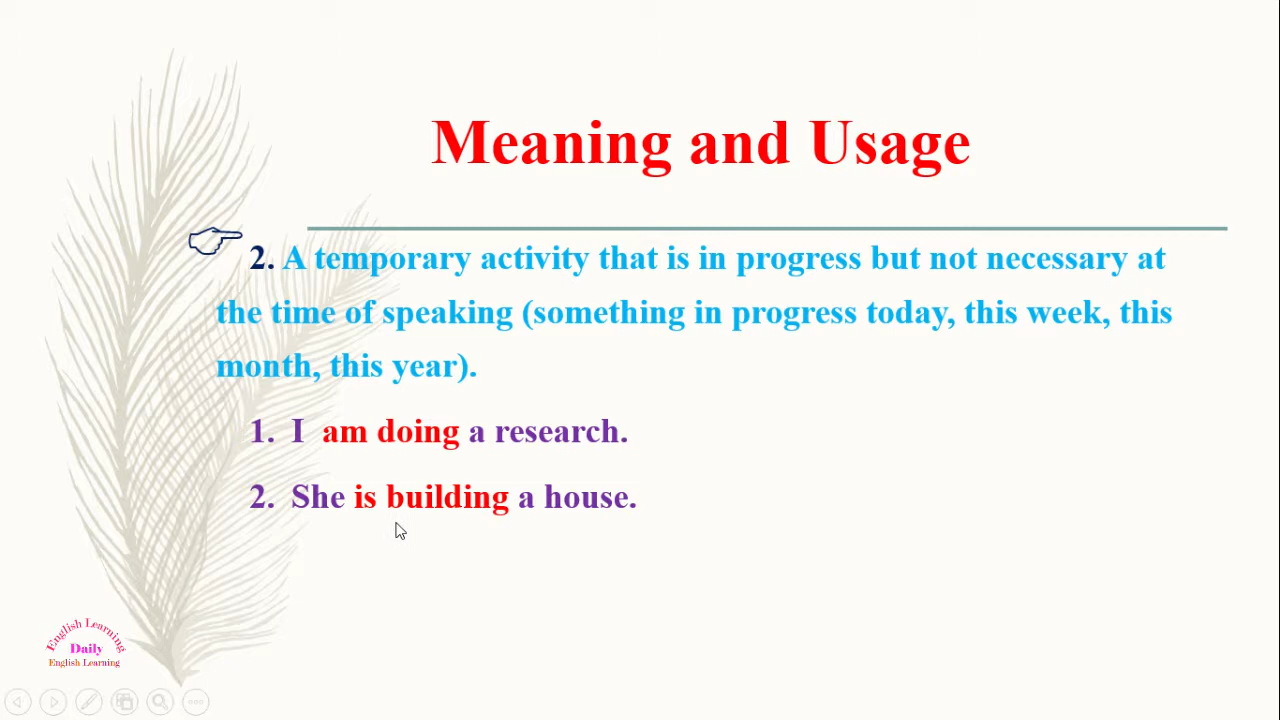 Meaning and Usage
2. A temporary activity that is in progress but not necessary at
the time of speaking (something in progress today, this week, this
month, this year).
1. I am doing a research.
2. She is building a house.
English Learning
Daily
English Learning